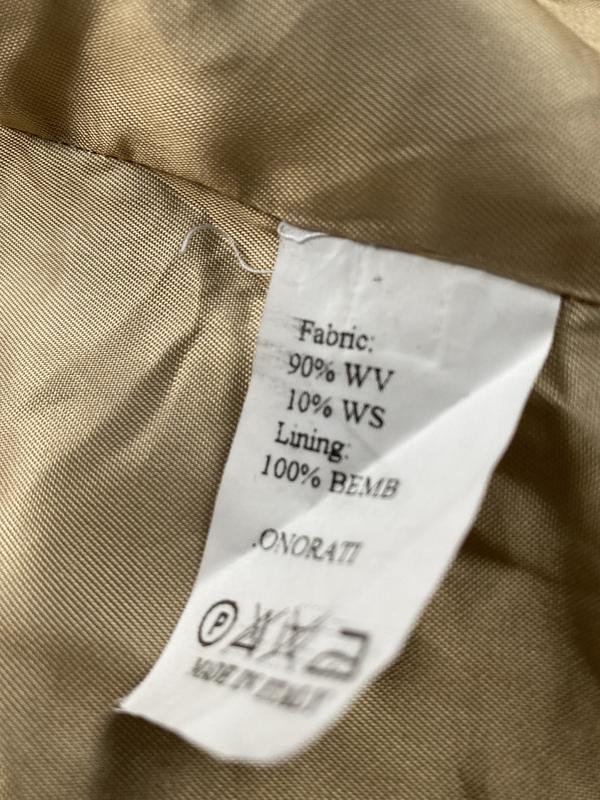 Fabric:
90% WV
10% WS
Lining:
100% BEMB
.ONORATI
P
MADE IN ITALY